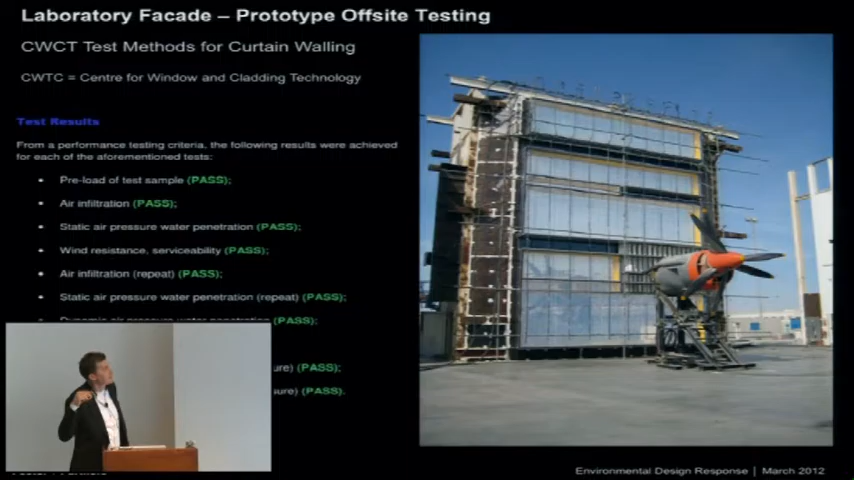 Laboratory Facade – Prototype Offsite Testing
CWCT Test Methods for Curtain Walling
CWTC = Centre for Window and Cladding Technology
Test Results
From a performance testing criteria, the following results were achieved
for each of the aforementioned tests:
• Pre-load of test sample (PASS);
• Air infiltration (PASS);
• Static air pressure water penetration (PASS);
• Wind resistance, serviceability (PASS);
• Air infiltration (repeat) (PASS);
• Static air pressure water penetration (repeat) (PASS);
Dynamic air pressure water penetration (PASS);
(PASS);
(PASS).
Environmental Design Response | March 2012